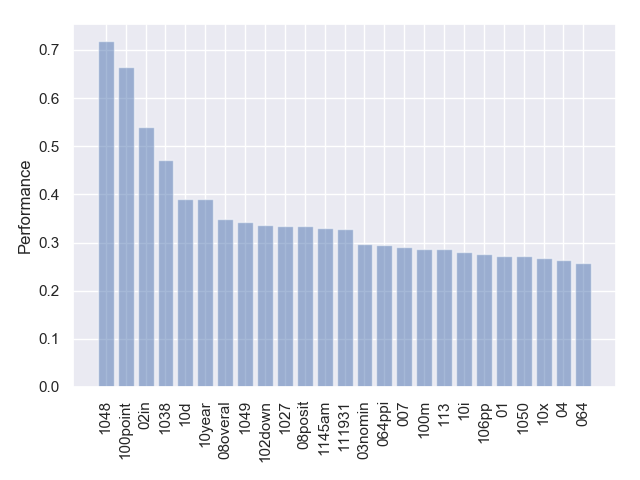 0.7
0.6
0.5
0.4
0.3
0.2
0.1
0.0
Performance
1048
100point
02in
1038
10d
10year
08overal
1049
102down
1027
08posit
1145am
111931
03nomin
064ppi
007
100m
113
10i
106pp
01
1050
10x
04
064